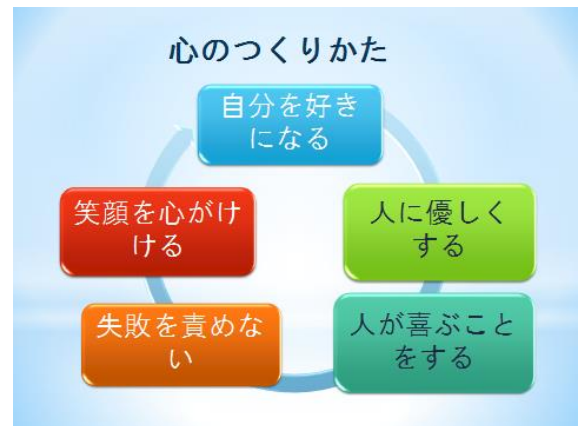 心のつくりかた
自分を好き
になる
人に優しく
する
人が喜ぶこと
をする
失敗を責めな
い
笑顔を心がけ
ける